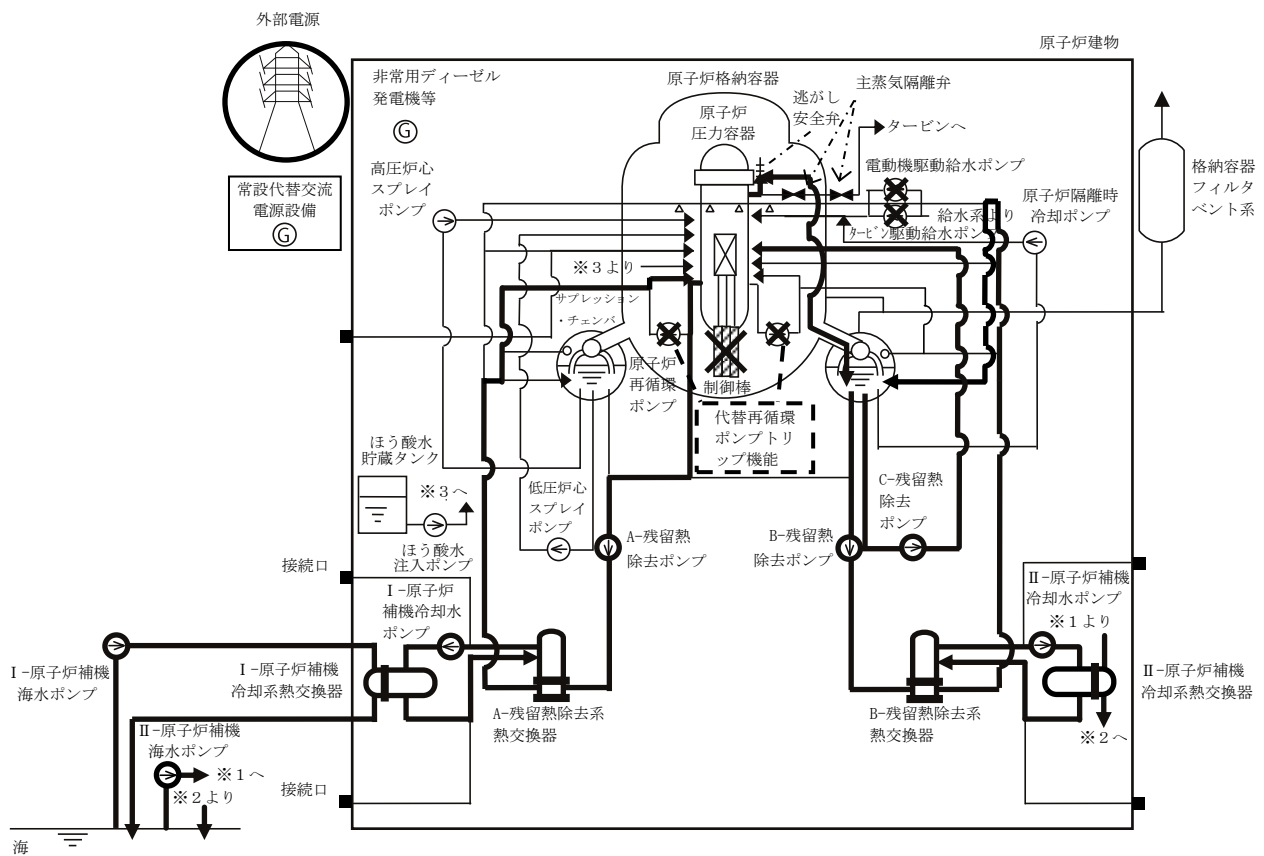 外部電源
原子炉建物
非常用ディーゼル
発電機等
G
原子炉格納容器
原子炉
圧力容器
逃がし
安全弁
主蒸気隔離弁
タービンへ
電動機駆動給水ポンプ
高圧炉心
スプレイ
ポンプ
常設代替交流
電源設備
G
原子炉隔離時
冷却ポンプ
給水系より
タービン駆動給水ポンプ
格納容器
フィルタ
ベント系
※3より
サプレッション
・チェンバ
原子炉
再循環
ポンプ
制御棒
代替再循環
ポンプトリ
ップ機能
ほう酸水
貯蔵タンク
※3へ
ほう酸水
注入ポンプ
低圧炉心
スプレイ
ポンプ
A-残留熱
除去ポンプ
B-残留熱
除去ポンプ
C-残留熱
除去
ポンプ
接続口
Ⅰ-原子炉
補機冷却水
ポンプ
Ⅱ-原子炉補機
冷却水ポンプ
※1より
Ⅰ-原子炉補機
海水ポンプ
Ⅰ-原子炉補機
冷却系熱交換器
Ⅱ-原子炉補機
冷却系熱交換器
A-残留熱除去系
熱交換器
B-残留熱除去系
熱交換器
※2へ
Ⅱ-原子炉補機
海水ポンプ
※1へ
※2より
接続口
海